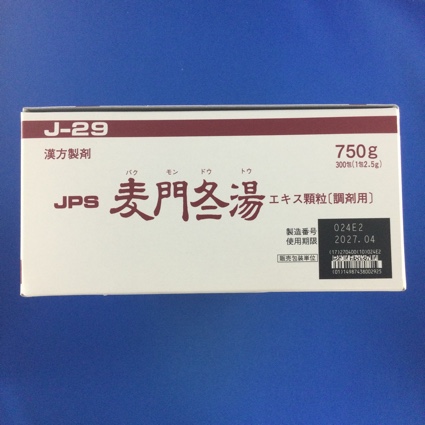 J-29
漢方製剤
750g
300包(1包2.5g)
バク モン ドウ トウ
JPS 麦門冬湯 エキス顆粒〔調剤用〕
製造番号 024E2
使用期限 2027.04
販売包装単位